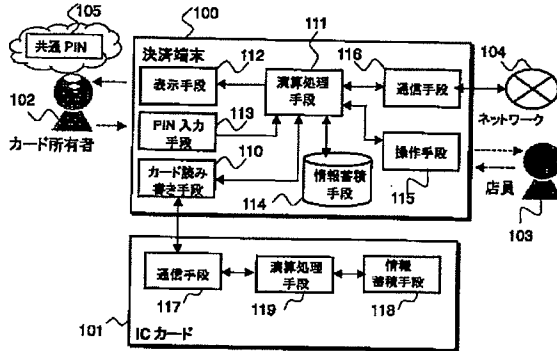 105
共通 PIN
102
カード所有者
100
決済端末
111
112
表示手段
113
PIN 入力
手段
110
カード読み
書き手段
演算処理
手段
116
通信手段
情報蓄積
手段
114
操作手段
115
104
ネットワーク
店員
103
通信手段
117
演算処理
手段
119
情報
蓄積手段
118
101
IC カード